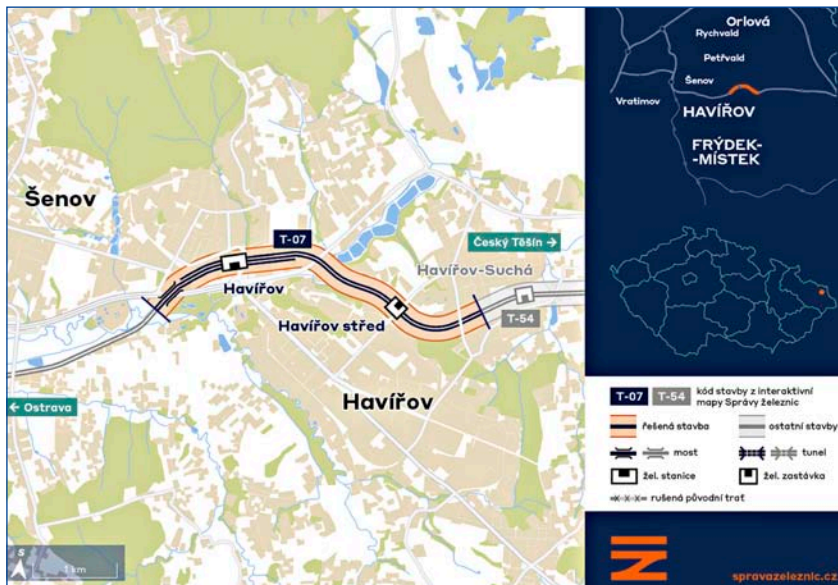 Šenov
T-07
Český Těšín →
Havířov-Suchá
Havířov
Havířov střed
T-54
Havířov
← Ostrava
S
1 km
Orlová
Rychvald
Petřvald
Šenov
Vratimov
HAVÍŘOV
FRÝDEK-
-MÍSTEK
T-07 T-54 kód stavby z interaktivní
mapy Správy železnic
řešená stavba ostatní stavby
most tunel
žel. stanice žel. zastávka
rušená původní trať
spravazeleznic.cz